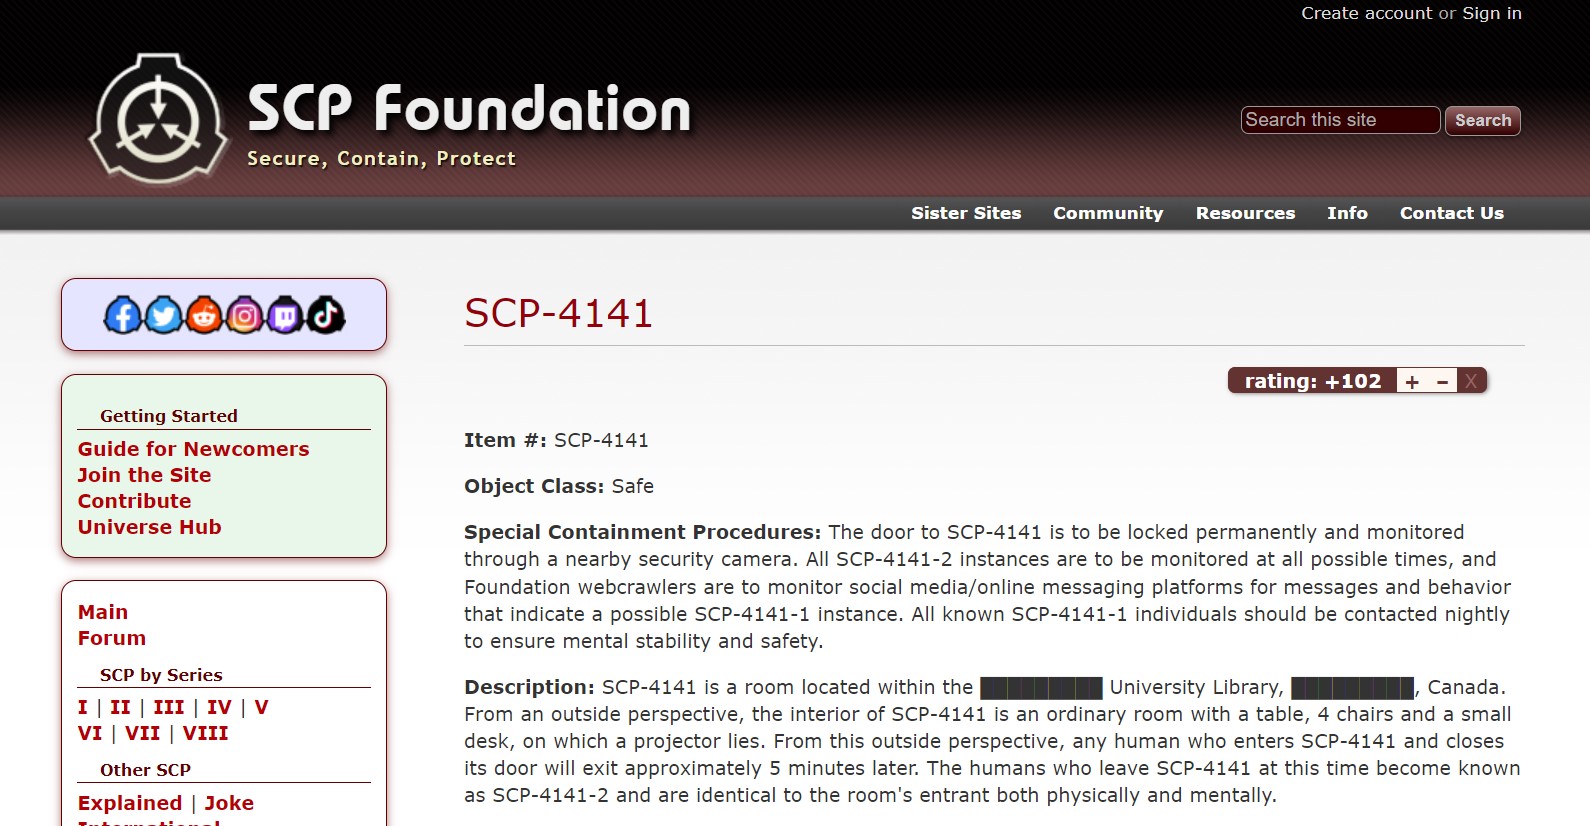 Create account or Sign in
SCP Foundation
Secure, Contain, Protect
Search this site
Search
Sister Sites Community Resources Info Contact Us
SCP-4141
rating: +102 + – X
Getting Started
Guide for Newcomers
Join the Site
Contribute
Universe Hub
Main
Forum
SCP by Series
I | II | III | IV | V
VI | VII | VIII
Other SCP
Explained | Joke
International
Item #: SCP-4141
Object Class: Safe
Special Containment Procedures: The door to SCP-4141 is to be locked permanently and monitored
through a nearby security camera. All SCP-4141-2 instances are to be monitored at all possible times, and
Foundation webcrawlers are to monitor social media/online messaging platforms for messages and behavior
that indicate a possible SCP-4141-1 instance. All known SCP-4141-1 individuals should be contacted nightly
to ensure mental stability and safety.
Description: SCP-4141 is a room located within the █████████ University Library, █████████, Canada.
From an outside perspective, the interior of SCP-4141 is an ordinary room with a table, 4 chairs and a small
desk, on which a projector lies. From this outside perspective, any human who enters SCP-4141 and closes
its door will exit approximately 5 minutes later. The humans who leave SCP-4141 at this time become known
as SCP-4141-2 and are identical to the room's entrant both physically and mentally.